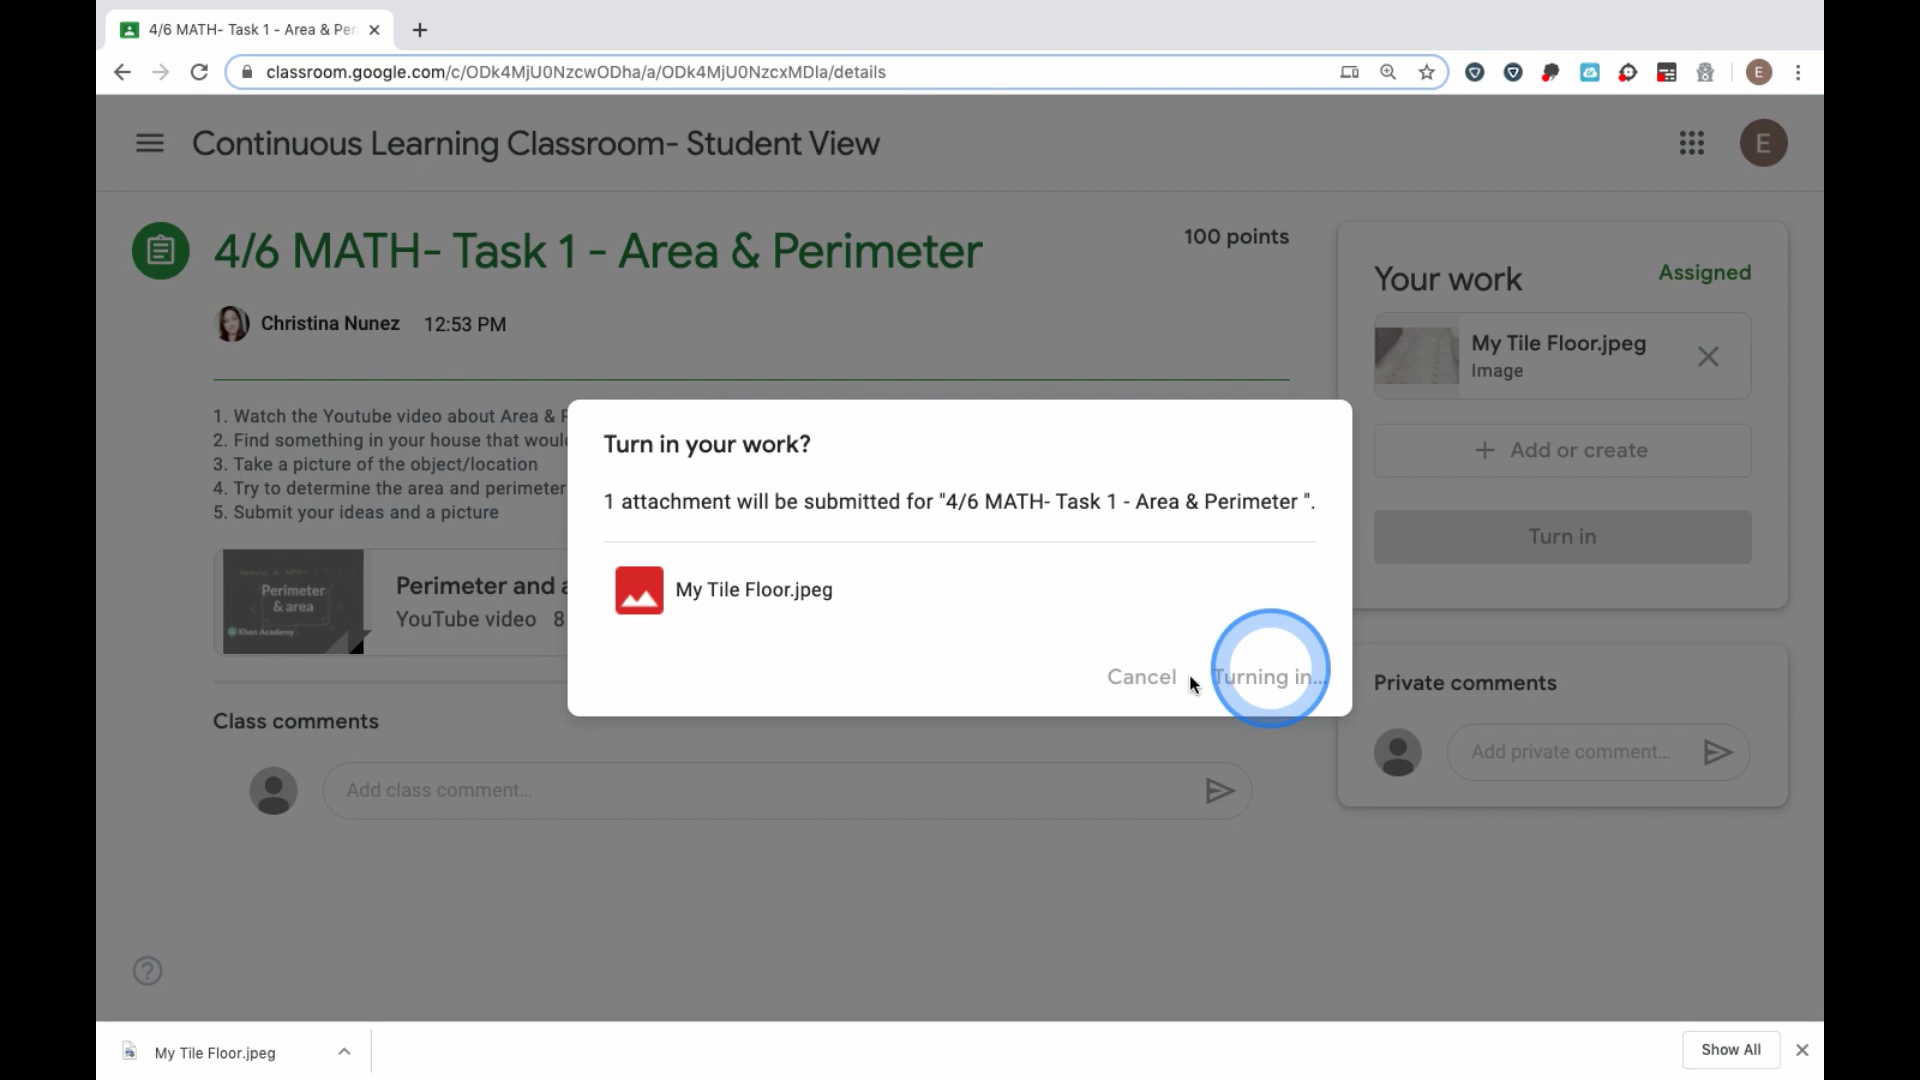 4/6 MATH- Task 1 - Area & Per
classroom.google.com/c/ODk4MjU0NzcwODha/a/ODk4MjU0NzcxMDla/details
E
Continuous Learning Classroom- Student View
E
4/6 MATH- Task 1 - Area & Perimeter
100 points
Christina Nunez 12:53 PM
1. Watch the Youtube video about Area &
2. Find something in your house that would
3. Take a picture of the object/location
4. Try to determine the area and perimeter
5. Submit your ideas and a picture
Perimeter
& area
Khan Academy
Perimeter and a
YouTube video 8
Class comments
Add class comment...
Your work
Assigned
My Tile Floor.jpeg
Image
+ Add or create
Turn in
Private comments
Add private comment...
Turn in your work?
1 attachment will be submitted for "4/6 MATH- Task 1 - Area & Perimeter ".
My Tile Floor.jpeg
Cancel
Turning in...
My Tile Floor.jpeg
Show All